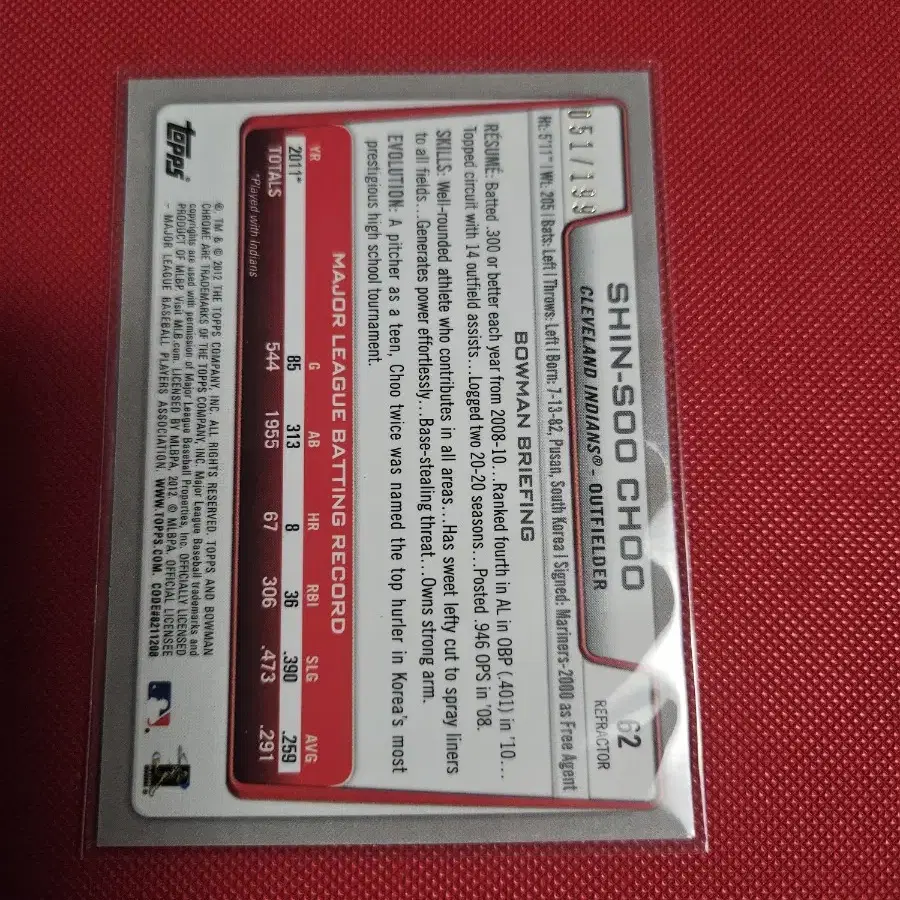 051/199
SHIN-SOO CHOO
62
CLEVELAND INDIANS® - OUTFIELDER
REFRACTOR
Ht: 5'11" | Wt: 205 | Bats: Left | Throws: Left | Born: 7-13-82, Pusan, South Korea | Signed: Mariners-2000 as Free Agent
BOWMAN BRIEFING
RÉSUMÉ: Batted .300 or better each year from 2008-10...Ranked fourth in AL in OBP (.401) in '10...
Topped circuit with 14 outfield assists...Logged two 20-20 seasons...Posted .946 OPS in '08.
SKILLS: Well-rounded athlete who contributes in all areas...Has sweet lefty cut to spray liners
to all fields...Generates power effortlessly...Base-stealing threat...Owns strong arm.
EVOLUTION: A pitcher as a teen, Choo twice was named the top hurler in Korea's most
prestigious high school tournament.
MAJOR LEAGUE BATTING RECORD
YR G AB HR RBI SLG AVG
2011* 85 313 8 36 .390 .259
TOTALS 544 1955 67 306 .473 .291
*Played with Indians
®, TM & © 2012 THE TOPPS COMPANY, INC. ALL RIGHTS RESERVED. TOPPS AND BOWMAN
CHROME ARE TRADEMARKS OF THE TOPPS COMPANY, INC. Major League Baseball trademarks and
copyrights are used with permission of Major League Baseball Properties, Inc. OFFICIALLY LICENSED
PRODUCT OF MLBP. Visit MLB.com. LICENSED BY MLBPA, 2012. © MLBPA. OFFICIAL LICENSEE
- MAJOR LEAGUE BASEBALL PLAYERS ASSOCIATION. WWW.TOPPS.COM. CODE#8211208
topps